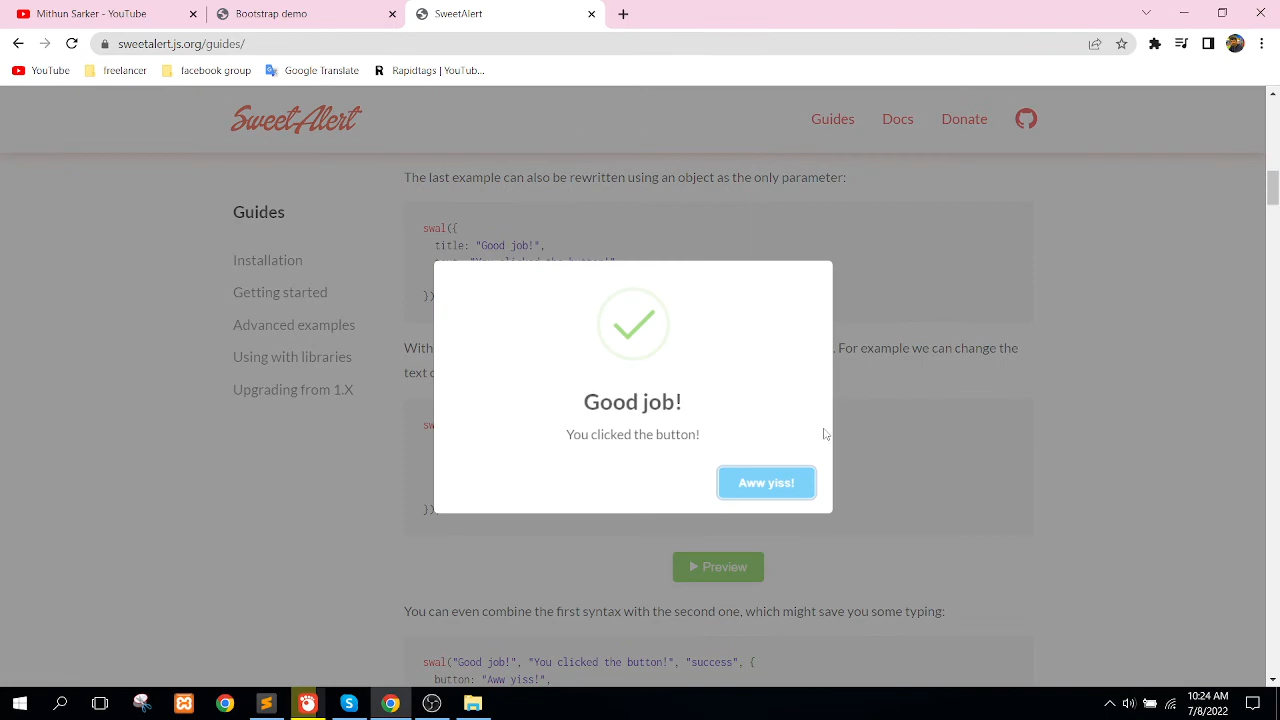 Mithun Sarker - YouTube
Bootstap demo
SweetAlert
sweetalert.js.org/guides/
YouTube
freelancer
facebook group
Google Translate
Rapidtags | YouTub...
SweetAlert
Guides
Docs
Donate
The last example can also be rewritten using an object as the only parameter:
Guides
Installation
Getting started
Advanced examples
Using with libraries
Upgrading from 1.X
swal({
title: "Good job!",
"You clicked the button!"
})
Good job!
You clicked the button!
Aww yiss!
With
. For example we can change the
text
})
Preview
You can even combine the first syntax with the second one, which might save you some typing:
swal("Good job!", "You clicked the button!", "success", {
button: "Aww yiss!",
10:24 AM
7/8/2022